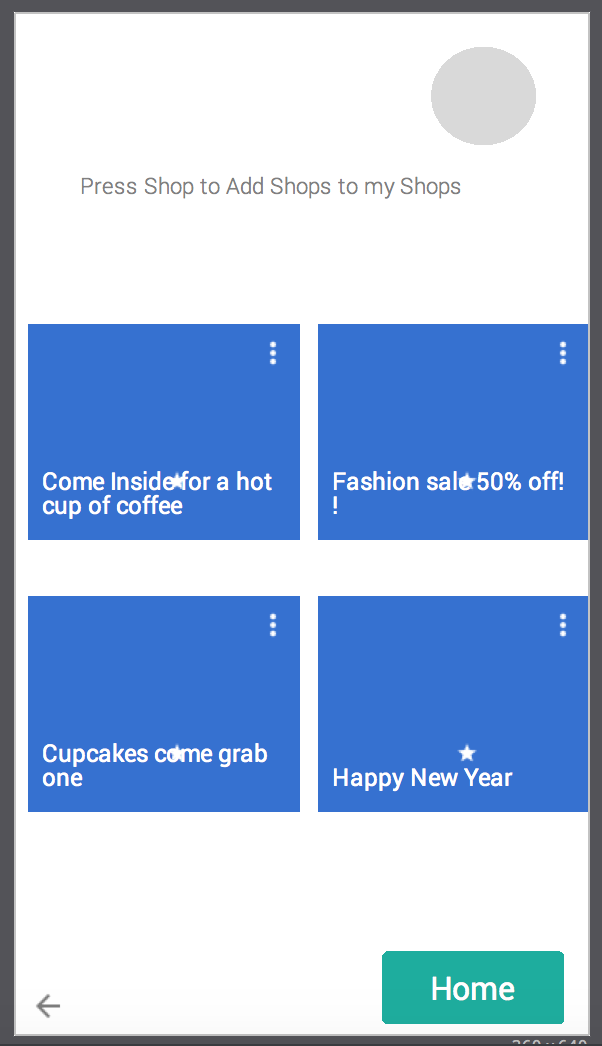 Press Shop to Add Shops to my Shops
Come Inside for a hot
cup of coffee
Fashion sale 50% off!
!
Cupcakes come grab
one
Happy New Year
Home